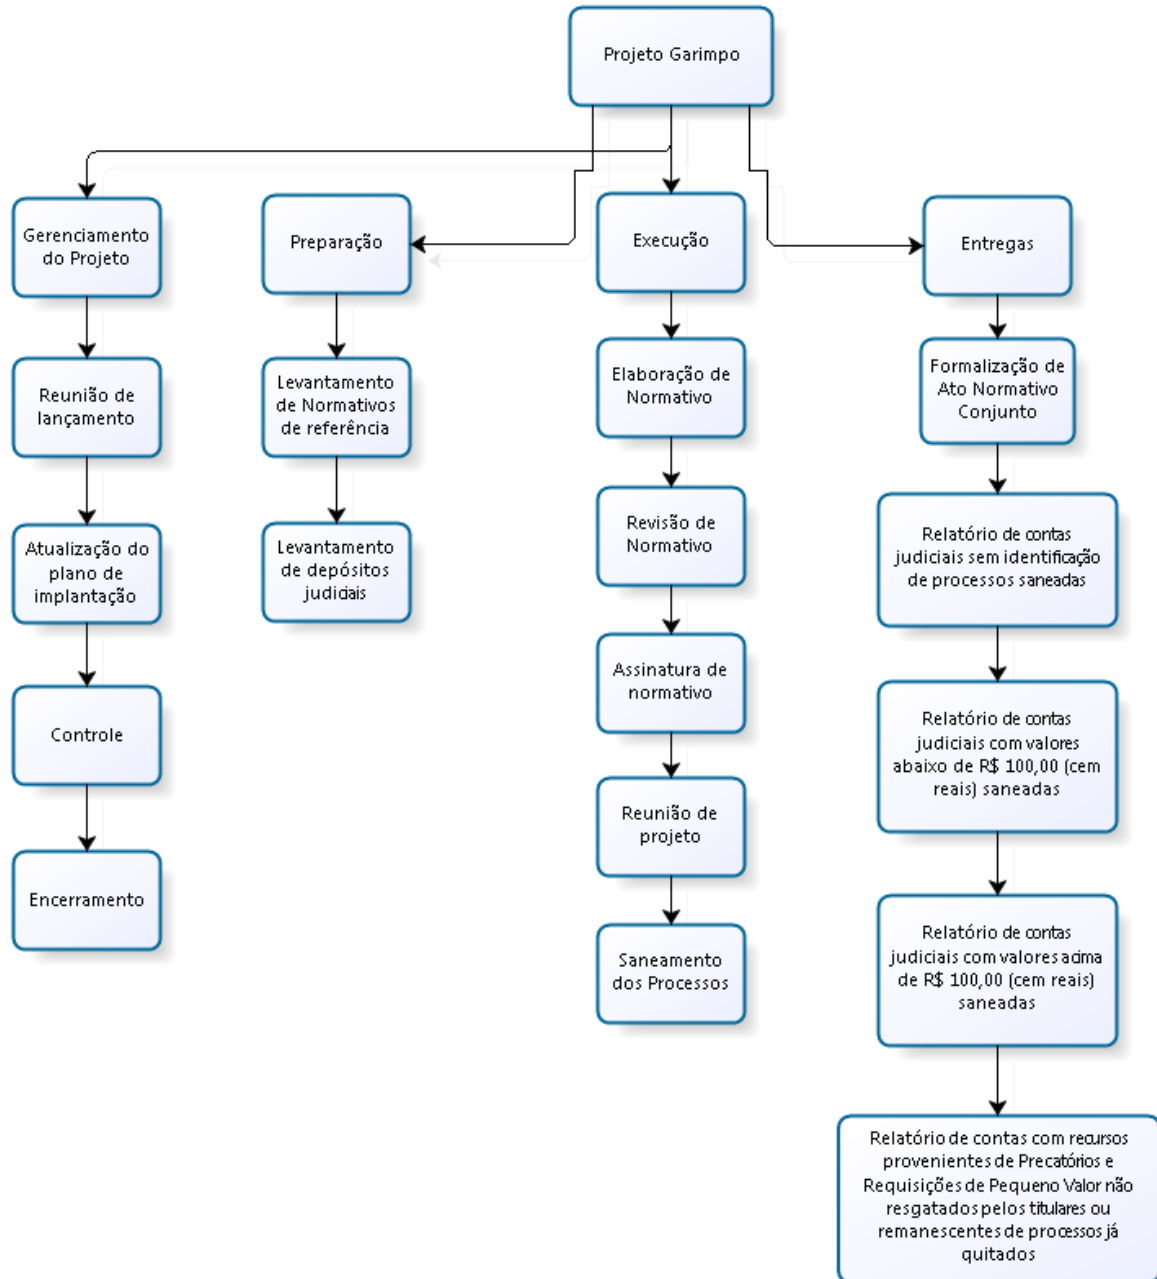 Projeto Garimpo
Gerenciamento
do Projeto
Reunião de
lançamento
Atualização do
plano de
implantação
Controle
Encerramento
Preparação
Levantamento
de Normativos
de referência
Levantamento
de depósitos
judiciais
Execução
Elaboração de
Normativo
Revisão de
Normativo
Assinatura de
normativo
Reunião de
projeto
Saneamento
dos Processos
Entregas
Formalização de
Ato Normativo
Conjunto
Relatório de contas
judiciais sem identificação
de processos saneadas
Relatório de contas
judiciais com valores
abaixo de R$ 100,00 (cem
reais) saneadas
Relatório de contas
judiciais com valores acima
de R$ 100,00 (cem reais)
saneadas
Relatório de contas com recursos
provenientes de Precatórios e
Requisições de Pequeno Valor não
resgatados pelos titulares ou
remanescentes de processos já
quitados